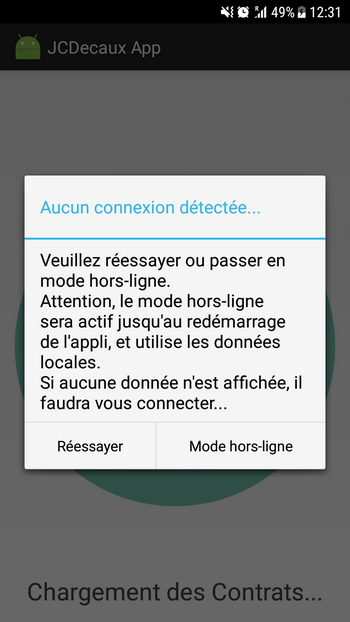 49% 12:31
JCDecaux App
Aucun connexion détectée...
Veuillez réessayer ou passer en
mode hors-ligne.
Attention, le mode hors-ligne
sera actif jusqu'au redémarrage
de l'appli, et utilise les données
locales.
Si aucune donnée n'est affichée, il
faudra vous connecter...
Réessayer Mode hors-ligne
Chargement des Contrats...